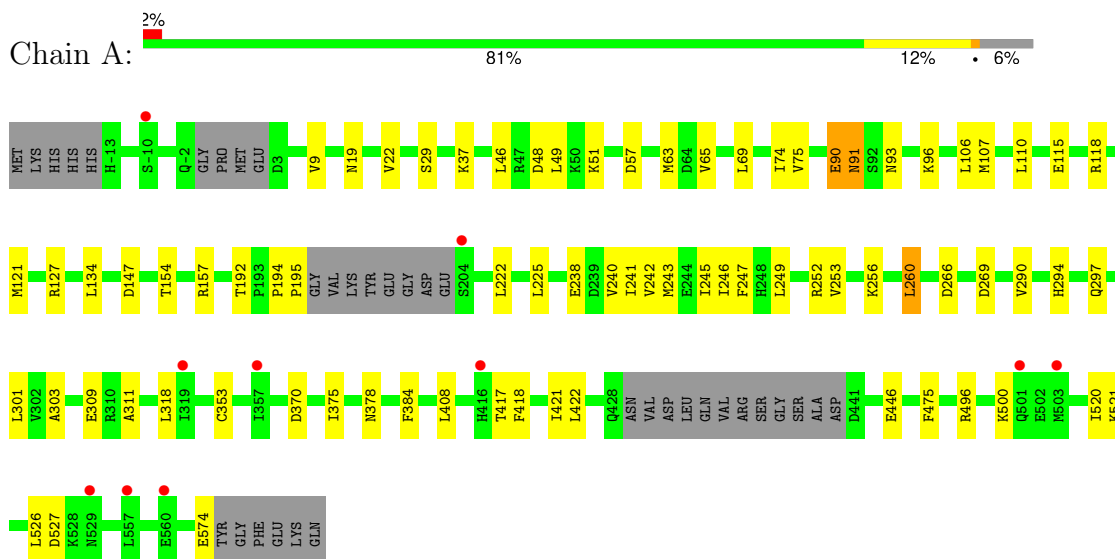 2%
Chain A:
81% 12% • 6%
MET LYS HIS HIS HIS HIS H-13 S-10 Q-2 GLY PRO MET GLU D3 V9 N19 V22 S29 K37 L46 R47 D48 L49 K50 K51 D57 M63 D64 V65 L69 I74 V75 E90 N91 S92 N93 K96 L106 M107 L110 E115 R118
M121 R127 L134 D147 T154 R157 T192 P193 P194 P195 GLY VAL LYS TYR GLU GLY ASP GLU S204 L222 L225 E238 D239 V240 I241 V242 M243 E244 I245 I246 F247 H248 L249 R252 V253 K256 L260 D266 D269 V290 H294 Q297
L301 V302 A303 E309 R310 A311 L318 I319 C353 I357 D370 I375 N378 F384 L408 H416 T417 F418 I421 L422 Q428 ASN VAL ASP LEU GLN VAL ARG SER GLY SER ALA ASP D441 E446 F475 R496 K500 Q501 E502 M503 I520 K521
L526 D527 K528 N529 L557 E560 E574 TYR GLY PHE GLU LYS GLN